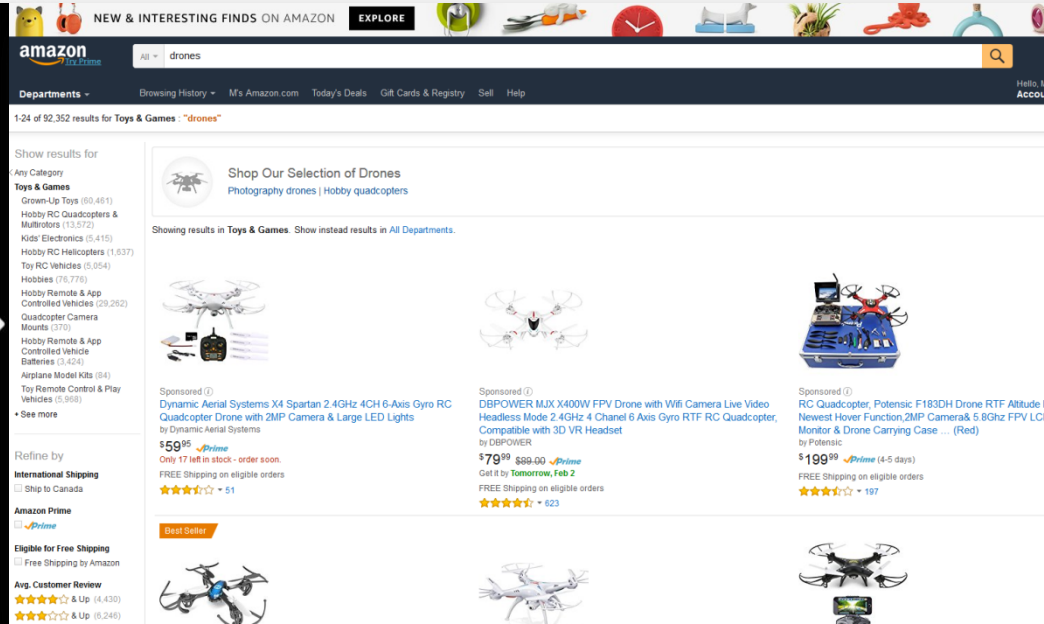 NEW & INTERESTING FINDS ON AMAZON EXPLORE
amazon
Try Prime
All drones
Departments
Browsing History M's Amazon.com Today's Deals Gift Cards & Registry Sell Help
Hello,
1-24 of 92,352 results for Toys & Games : "drones"
Show results for
Any Category
Toys & Games
Grown-Up Toys (60,461)
Hobby RC Quadcopters &
Multirotors (13,572)
Kids' Electronics (5,415)
Hobby RC Helicopters (1,637)
Toy RC Vehicles (5,054)
Hobbies (76,776)
Hobby Remote & App
Controlled Vehicles (29,262)
Quadcopter Camera
Mounts (370)
Hobby Remote & App
Controlled Vehicle
Batteries (3,424)
Airplane Model Kits (84)
Toy Remote Control & Play
Vehicles (5,968)
+ See more
Refine by
International Shipping
Ship to Canada
Amazon Prime
Prime
Eligible for Free Shipping
Free Shipping by Amazon
Avg. Customer Review
& Up (4,430)
& Up (6,246)
Shop Our Selection of Drones
Photography drones | Hobby quadcopters
Showing results in Toys & Games. Show instead results in All Departments.
Sponsored
Dynamic Aerial Systems X4 Spartan 2.4GHz 4CH 6-Axis Gyro RC
Quadcopter Drone with 2MP Camera & Large LED Lights
by Dynamic Aerial Systems
$5995 Prime
Only 17 left in stock - order soon.
FREE Shipping on eligible orders
51
Sponsored
DBPOWER MJX X400W FPV Drone with Wifi Camera Live Video
Headless Mode 2.4GHz 4 Chanel 6 Axis Gyro RTF RC Quadcopter,
Compatible with 3D VR Headset
by DBPOWER
$7999 $89.00 Prime
Get it by Tomorrow, Feb 2
FREE Shipping on eligible orders
623
Sponsored
RC Quadcopter, Potensic F183DH Drone RTF Altitude
Newest Hover Function,2MP Camera& 5.8Ghz FPV
Monitor & Drone Carrying Case ... (Red)
by Potensic
$19999 Prime (4-5 days)
FREE Shipping on eligible orders
197
Best Seller